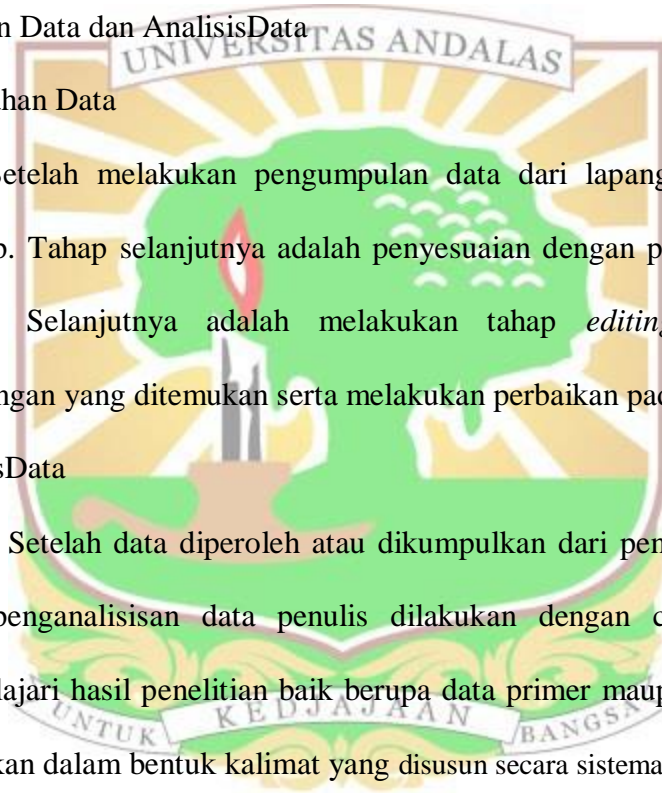 n Data dan AnalisisData
UNIVERSITAS ANDALAS
han Data
Setelah melakukan pengumpulan data dari lapang
Tahap selanjutnya adalah penyesuaian dengan p
Selanjutnya adalah melakukan tahap editing
ngan yang ditemukan serta melakukan perbaikan pad
sData
Setelah data diperoleh atau dikumpulkan dari pen
penganalisisan data penulis dilakukan dengan c
lajari hasil penelitian baik berupa data primer maup
UNTUK KEDJAJAAN BANGSA
kan dalam bentuk kalimat yang disusun secara sistema